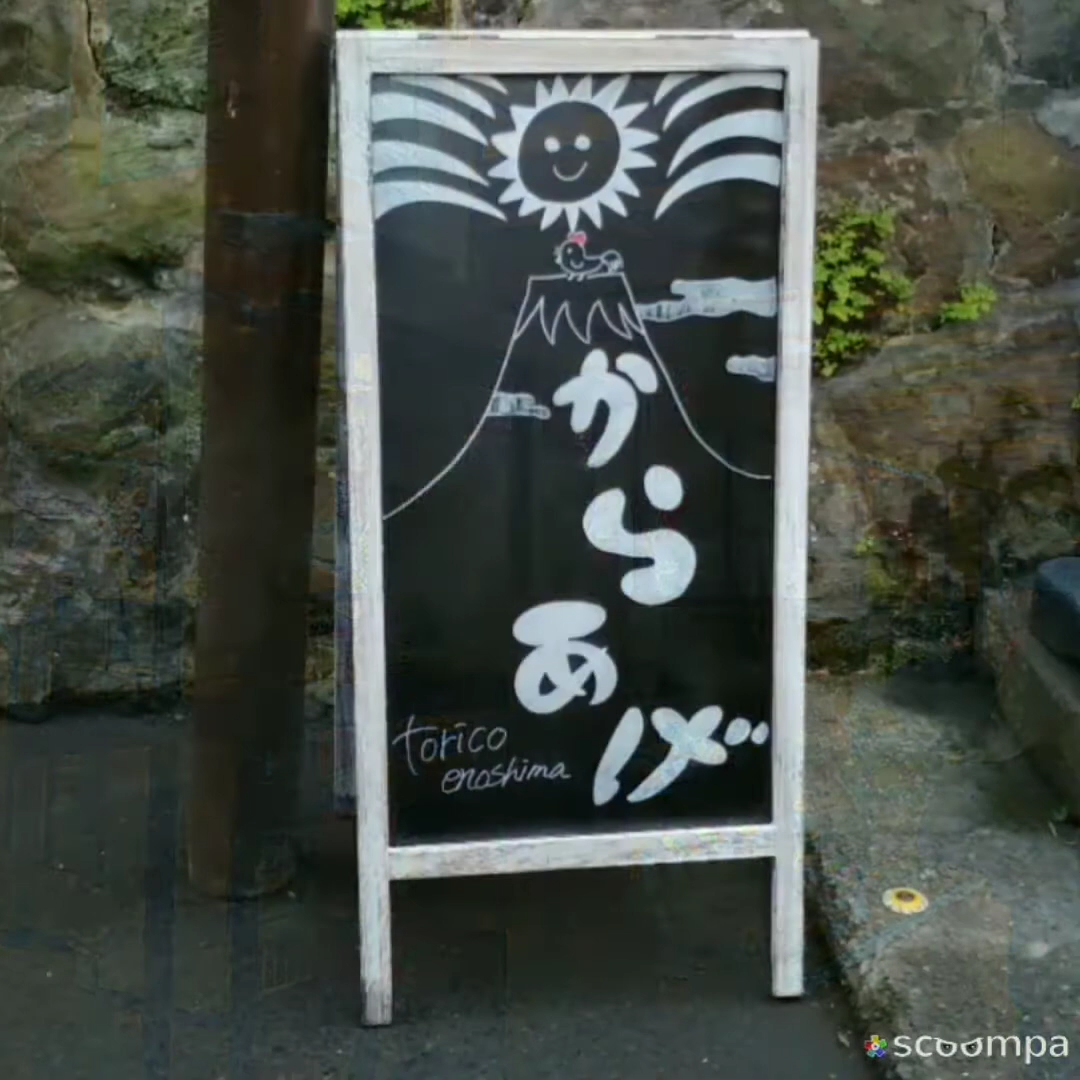 からあげ
torico
enoshima
scoompa